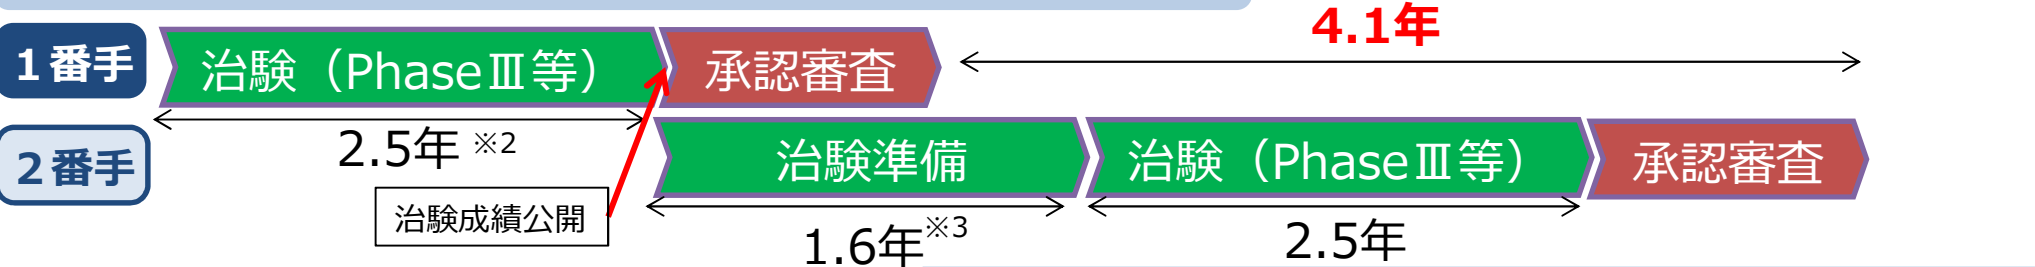 4.1年
1番手
治験（PhaseⅢ等）
承認審査
2.5年 ※2
2番手
治験準備
治験（PhaseⅢ等）
承認審査
治験成績公開
1.6年※3
2.5年